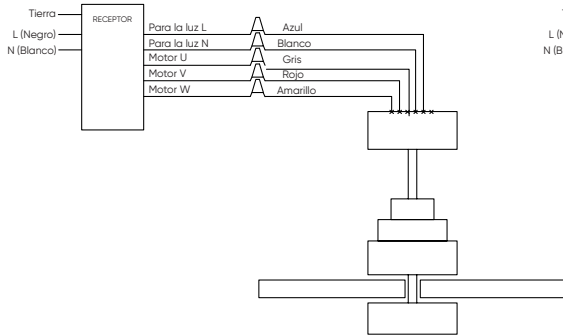 Tierra
RECEPTOR
L (Negro)
N (Blanco)
Para la luz L Azul
Para la luz N Blanco
Motor U Gris
Motor V Rojo
Motor W Amarillo